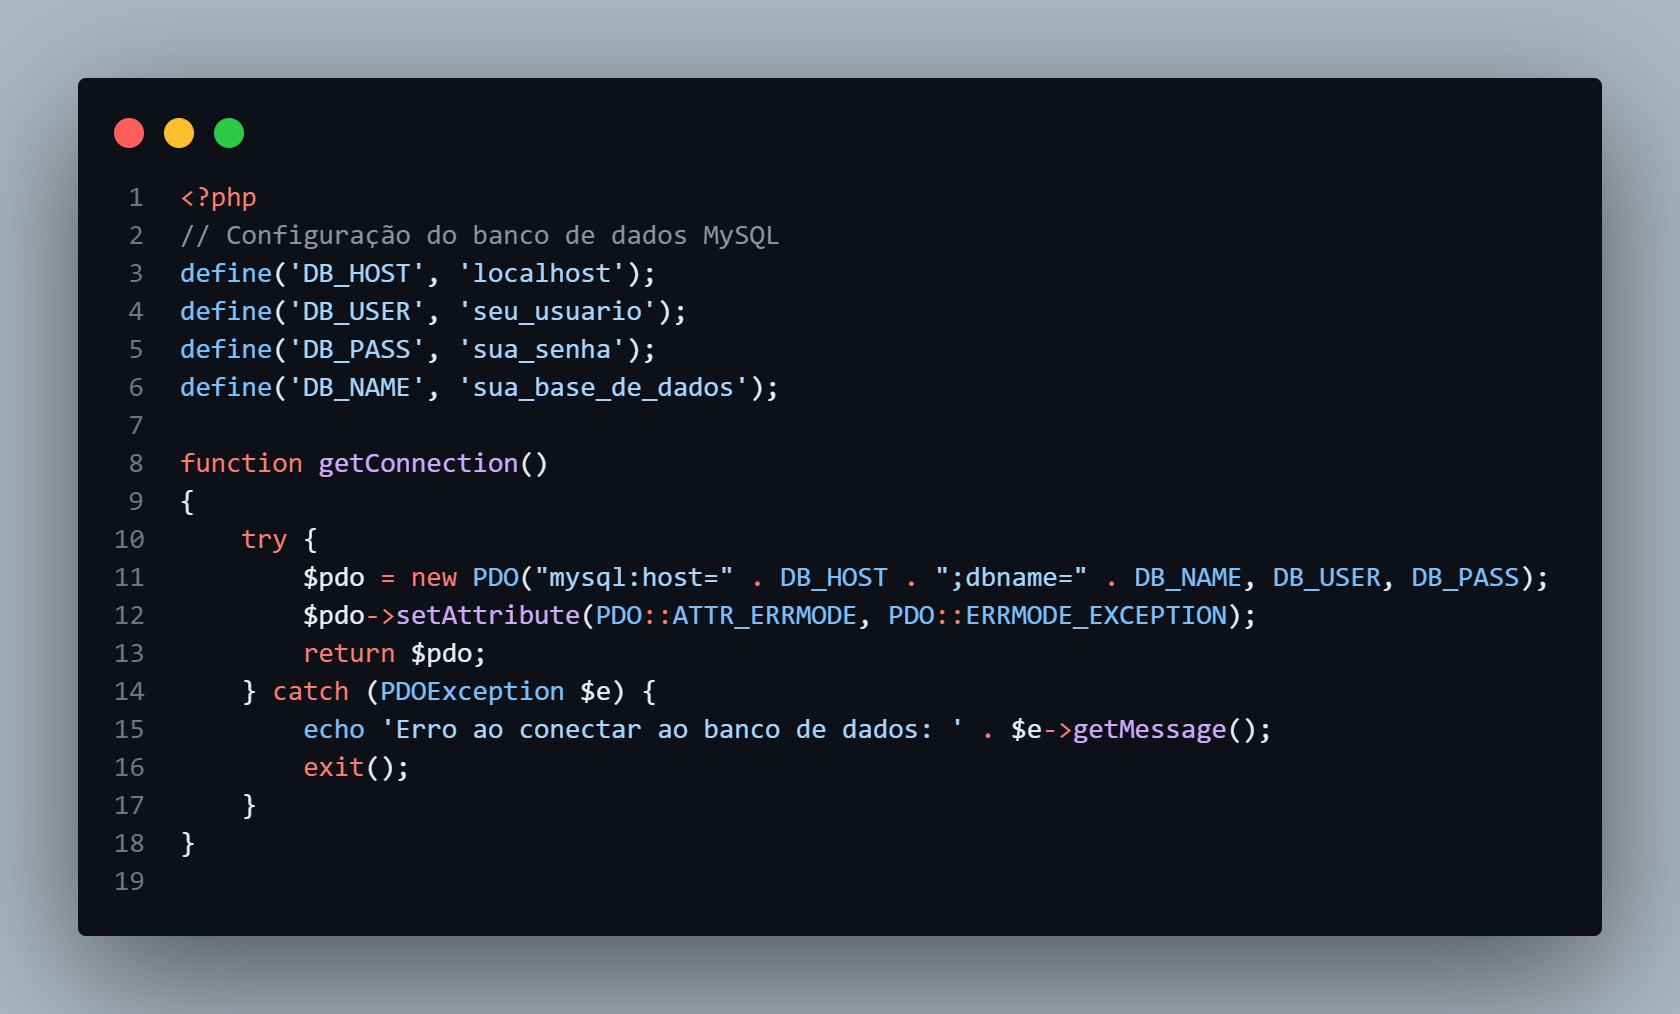 1 <?php
2 // Configuração do banco de dados MySQL
3 define('DB_HOST', 'localhost');
4 define('DB_USER', 'seu_usuario');
5 define('DB_PASS', 'sua_senha');
6 define('DB_NAME', 'sua_base_de_dados');
7
8 function getConnection()
9 {
10     try {
11         $pdo = new PDO("mysql:host=" . DB_HOST . ";dbname=" . DB_NAME, DB_USER, DB_PASS);
12         $pdo->setAttribute(PDO::ATTR_ERRMODE, PDO::ERRMODE_EXCEPTION);
13         return $pdo;
14     } catch (PDOException $e) {
15         echo 'Erro ao conectar ao banco de dados: ' . $e->getMessage();
16         exit();
17     }
18 }
19